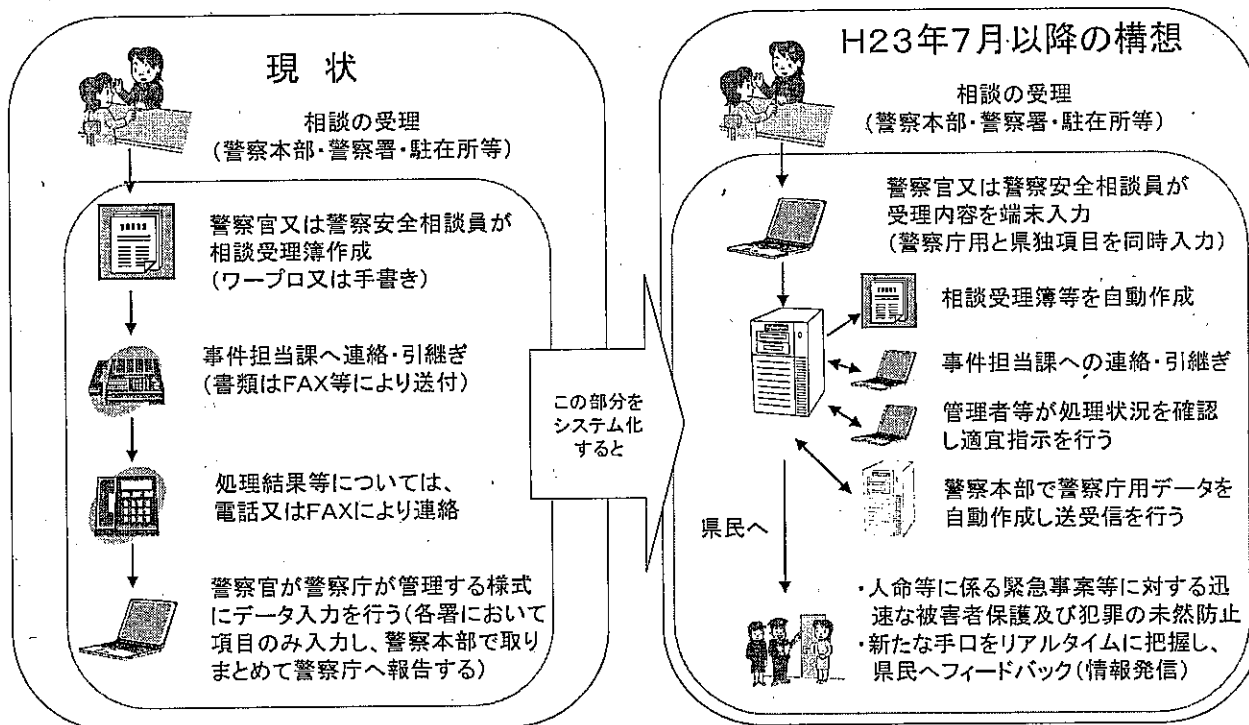 現 状
相談の受理
(警察本部・警察署・駐在所等)
警察官又は警察安全相談員が
相談受理簿作成
(ワープロ又は手書き)
事件担当課へ連絡・引継ぎ
(書類はFAX等により送付)
処理結果等については、
電話又はFAXにより連絡
警察官が警察庁が管理する様式
にデータ入力を行う(各署において
項目のみ入力し、警察本部で取り
まとめて警察庁へ報告する)
この部分を
システム化
すると
H23年7月以降の構想
相談の受理
(警察本部・警察署・駐在所等)
警察官又は警察安全相談員が
受理内容を端末入力
(警察庁用と県独項目を同時入力)
相談受理簿等を自動作成
事件担当課への連絡・引継ぎ
管理者等が処理状況を確認
し適宜指示を行う
警察本部で警察庁用データを
自動作成し送受信を行う
県民へ
・人命等に係る緊急事案等に対する迅
速な被害者保護及び犯罪の未然防止
・新たな手口をリアルタイムに把握し、
県民へフィードバック(情報発信)